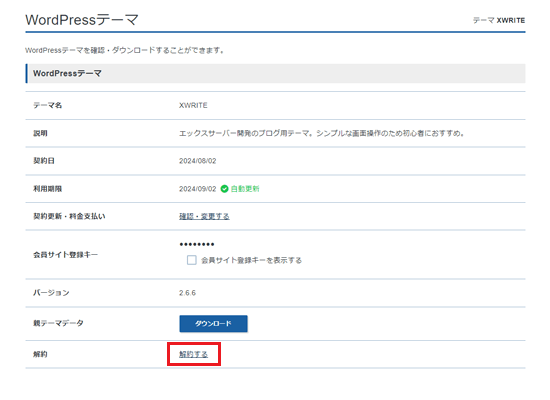 WordPressテーマ
テーマ XWRITE
WordPressテーマを確認・ダウンロードすることができます。
WordPressテーマ
テーマ名 XWRITE
説明 エックスサーバー開発のブログ用テーマ。シンプルな画面操作のため初心者におすすめ。
契約日 2024/08/02
利用期限 2024/09/02 自動更新
契約更新・料金支払い 確認・変更する
会員サイト登録キー ••••••••
会員サイト登録キーを表示する
バージョン 2.6.6
親テーマデータ ダウンロード
解約 解約する